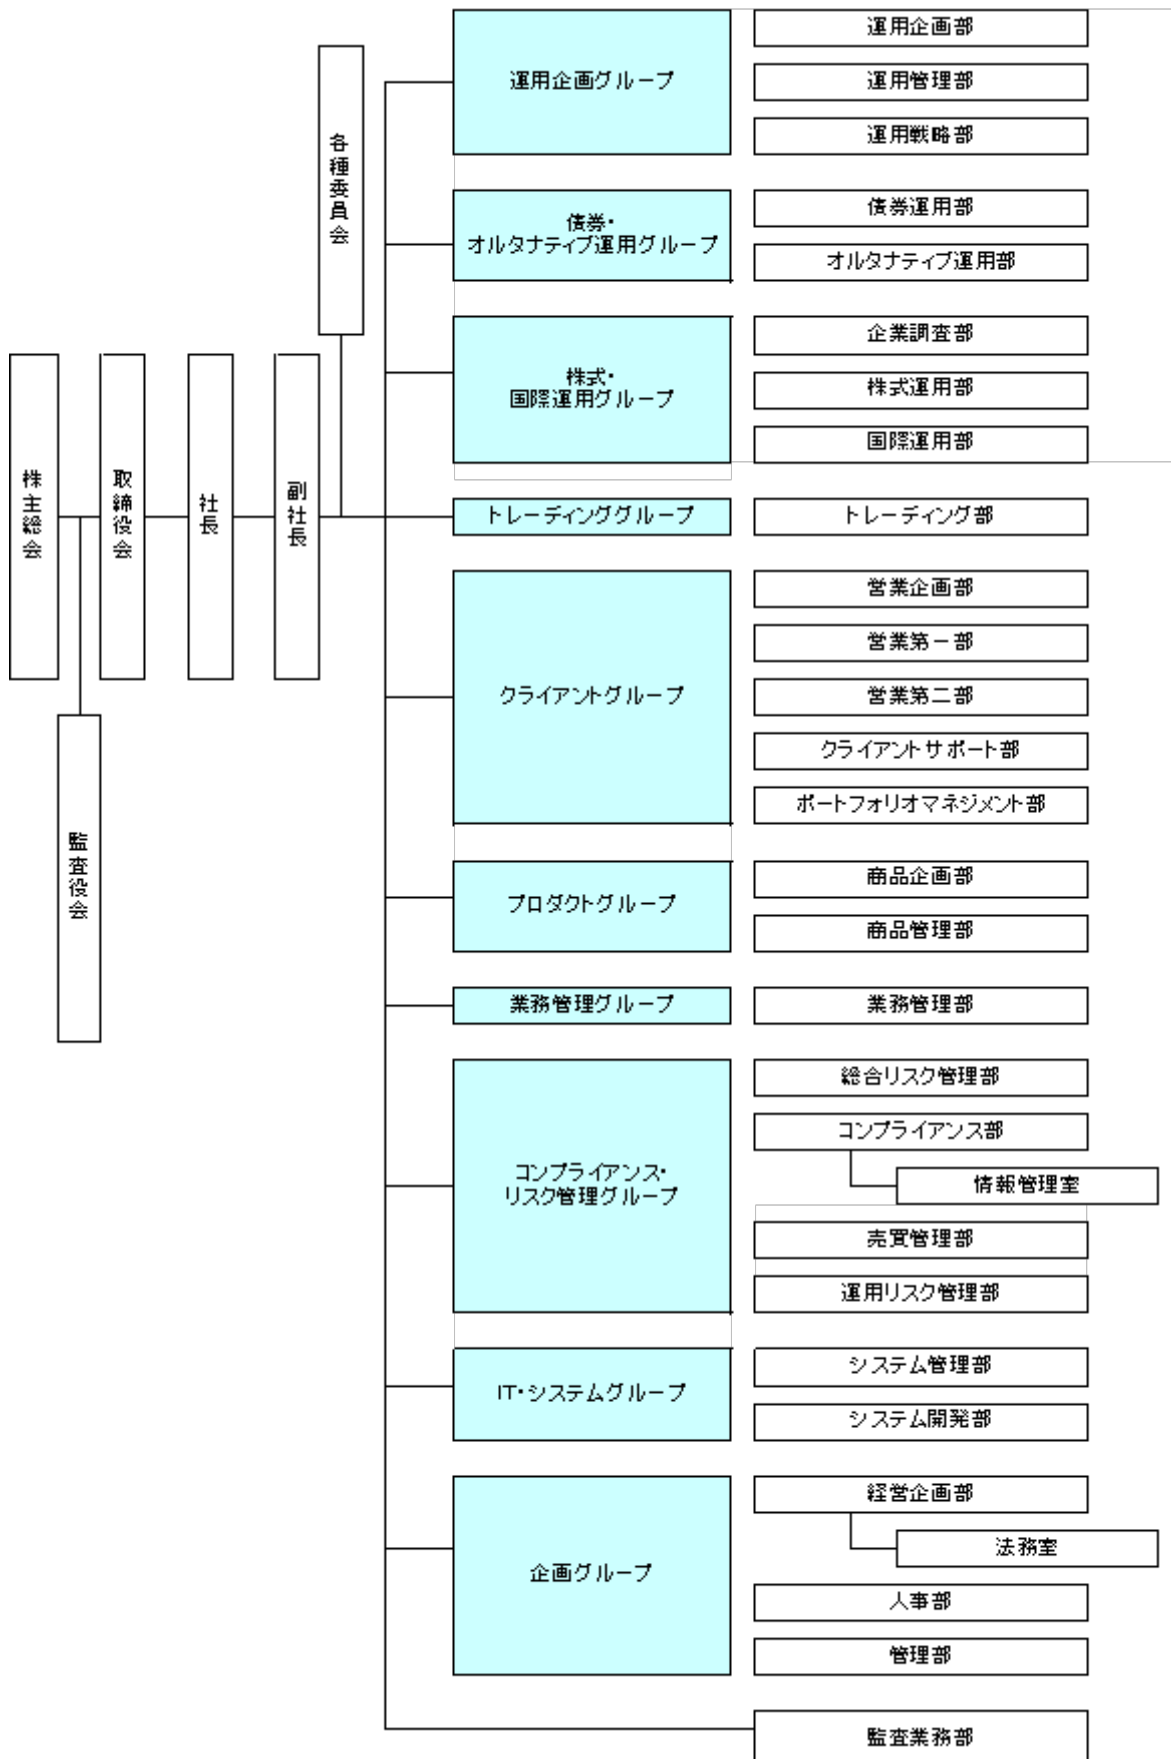 株主総会
監査役会
取締役会
社長
副社長
各種委員会
運用企画グループ
運用企画部
運用管理部
運用戦略部
債券・
オルタナティブ運用グループ
債券運用部
オルタナティブ運用部
株式・
国際運用グループ
企業調査部
株式運用部
国際運用部
トレーディンググループ
トレーディング部
クライアントグループ
営業企画部
営業第一部
営業第二部
クライアントサポート部
ポートフォリオマネジメント部
プロダクトグループ
商品企画部
商品管理部
業務管理グループ
業務管理部
コンプライアンス・
リスク管理グループ
総合リスク管理部
コンプライアンス部
情報管理室
売買管理部
運用リスク管理部
IT・システムグループ
システム管理部
システム開発部
企画グループ
経営企画部
法務室
人事部
管理部
監査業務部